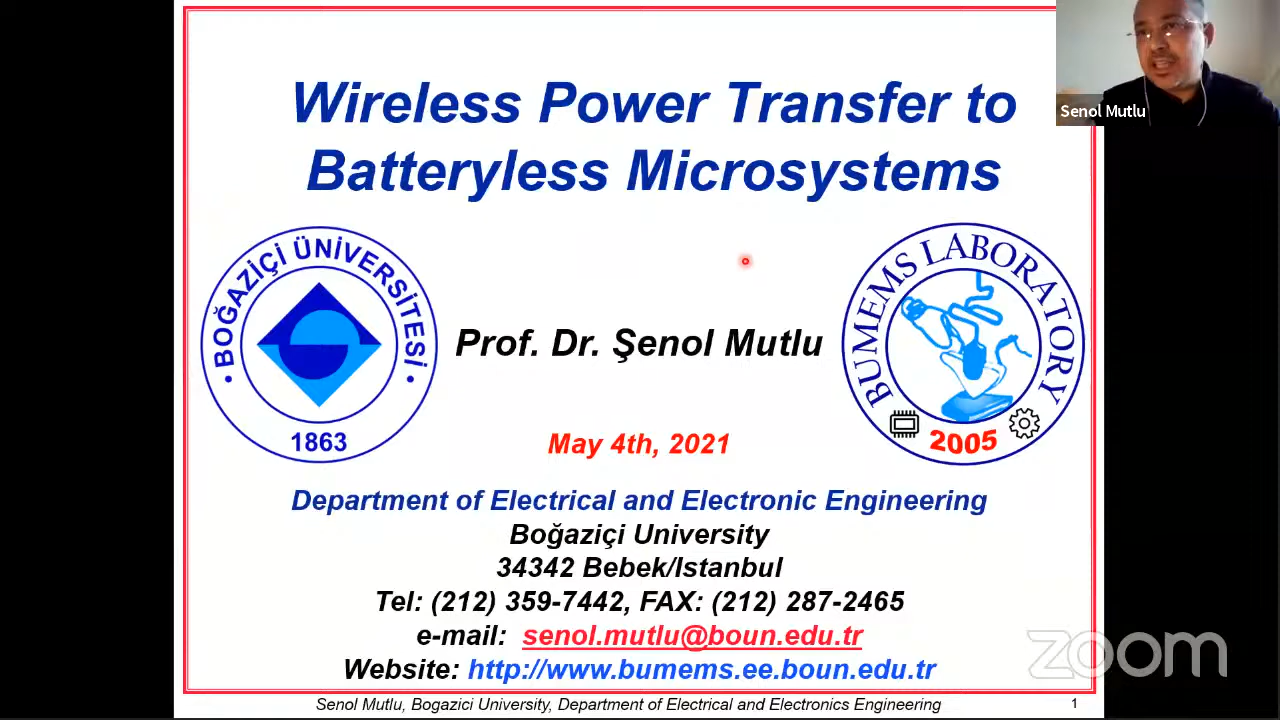 Wireless Power Transfer to
Batteryless Microsystems
Senol Mutlu
• BOĞAZİÇİ ÜNİVERSİTESİ •
1863
Prof. Dr. Şenol Mutlu
BUMEMS LABORATORY
2005
May 4th, 2021
Department of Electrical and Electronic Engineering
Boğaziçi University
34342 Bebek/Istanbul
Tel: (212) 359-7442, FAX: (212) 287-2465
e-mail: senol.mutlu@boun.edu.tr
Website: http://www.bumems.ee.boun.edu.tr
zoom
Senol Mutlu, Bogazici University, Department of Electrical and Electronics Engineering
1